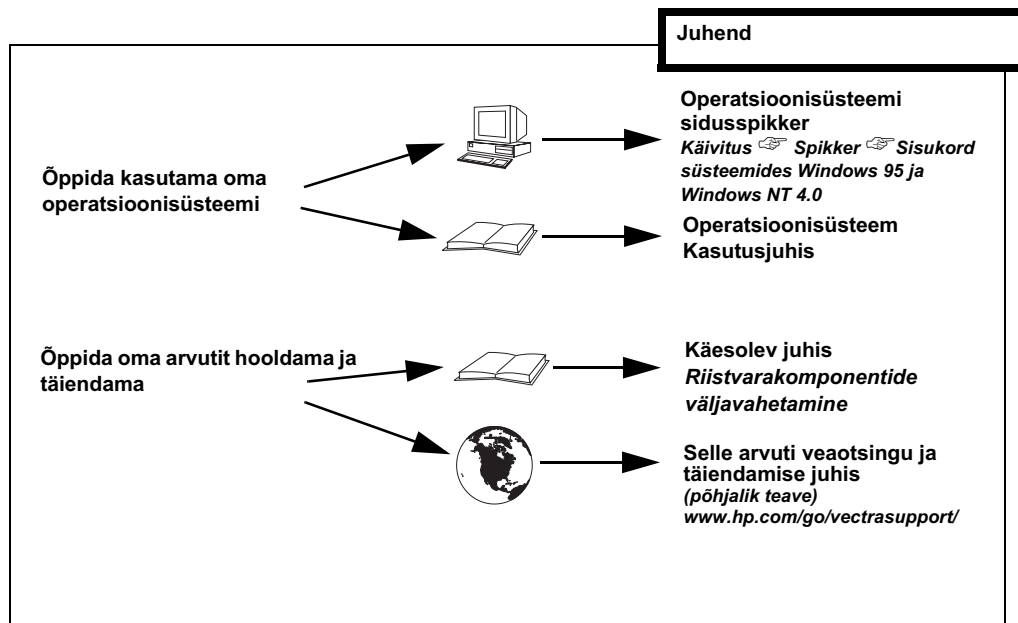 Juhend
Õppida kasutama oma
operatsioonisüsteemi
Operatsioonisüsteemi
sidusspikker
Käivitus ☞ Spikker ☞ Sisukord
süsteemides Windows 95 ja
Windows NT 4.0
Operatsioonisüsteem
Kasutusjuhis
Õppida oma arvutit hooldama ja
täiendama
Käesolev juhis
Riistvarakomponentide
väljavahetamine
Selle arvuti veaotsingu ja
täiendamise juhis
(põhjalik teave)
www.hp.com/go/vectrasupport/